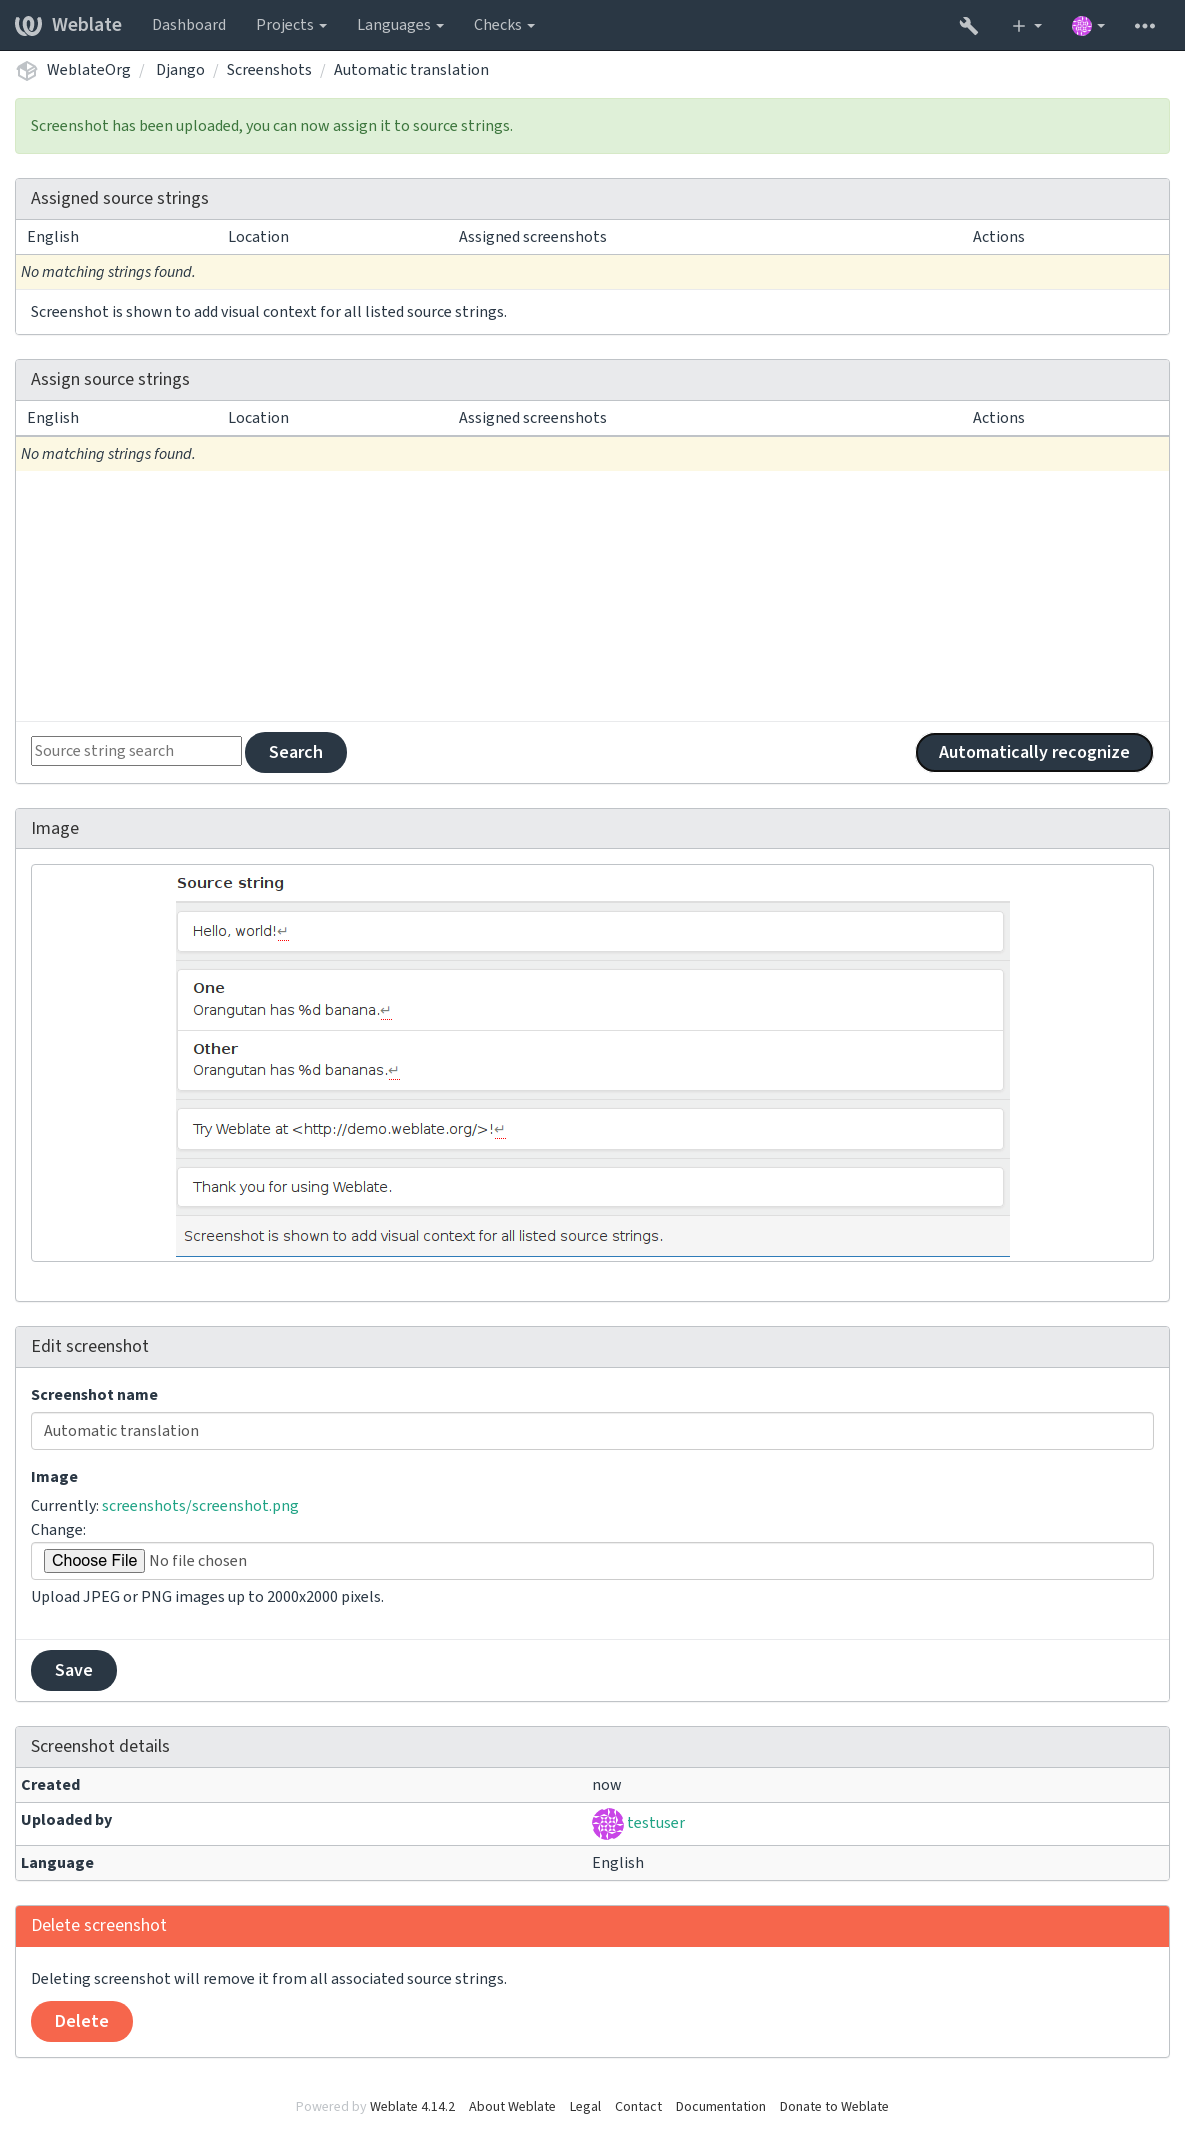 Weblate Dashboard Projects Languages Checks
WeblateOrg / Django / Screenshots / Automatic translation
Screenshot has been uploaded, you can now assign it to source strings.
Assigned source strings
English Location Assigned screenshots Actions
No matching strings found.
Screenshot is shown to add visual context for all listed source strings.
Assign source strings
English Location Assigned screenshots Actions
No matching strings found.
Source string search Search Automatically recognize
Image
Source string
Hello, world!↵
One
Orangutan has %d banana.↵
Other
Orangutan has %d bananas.↵
Try Weblate at <http://demo.weblate.org/>!↵
Thank you for using Weblate.
Screenshot is shown to add visual context for all listed source strings.
Edit screenshot
Screenshot name
Automatic translation
Image
Currently: screenshots/screenshot.png
Change:
Choose File No file chosen
Upload JPEG or PNG images up to 2000x2000 pixels.
Save
Screenshot details
Created now
Uploaded by testuser
Language English
Delete screenshot
Deleting screenshot will remove it from all associated source strings.
Delete
Powered by Weblate 4.14.2 About Weblate Legal Contact Documentation Donate to Weblate